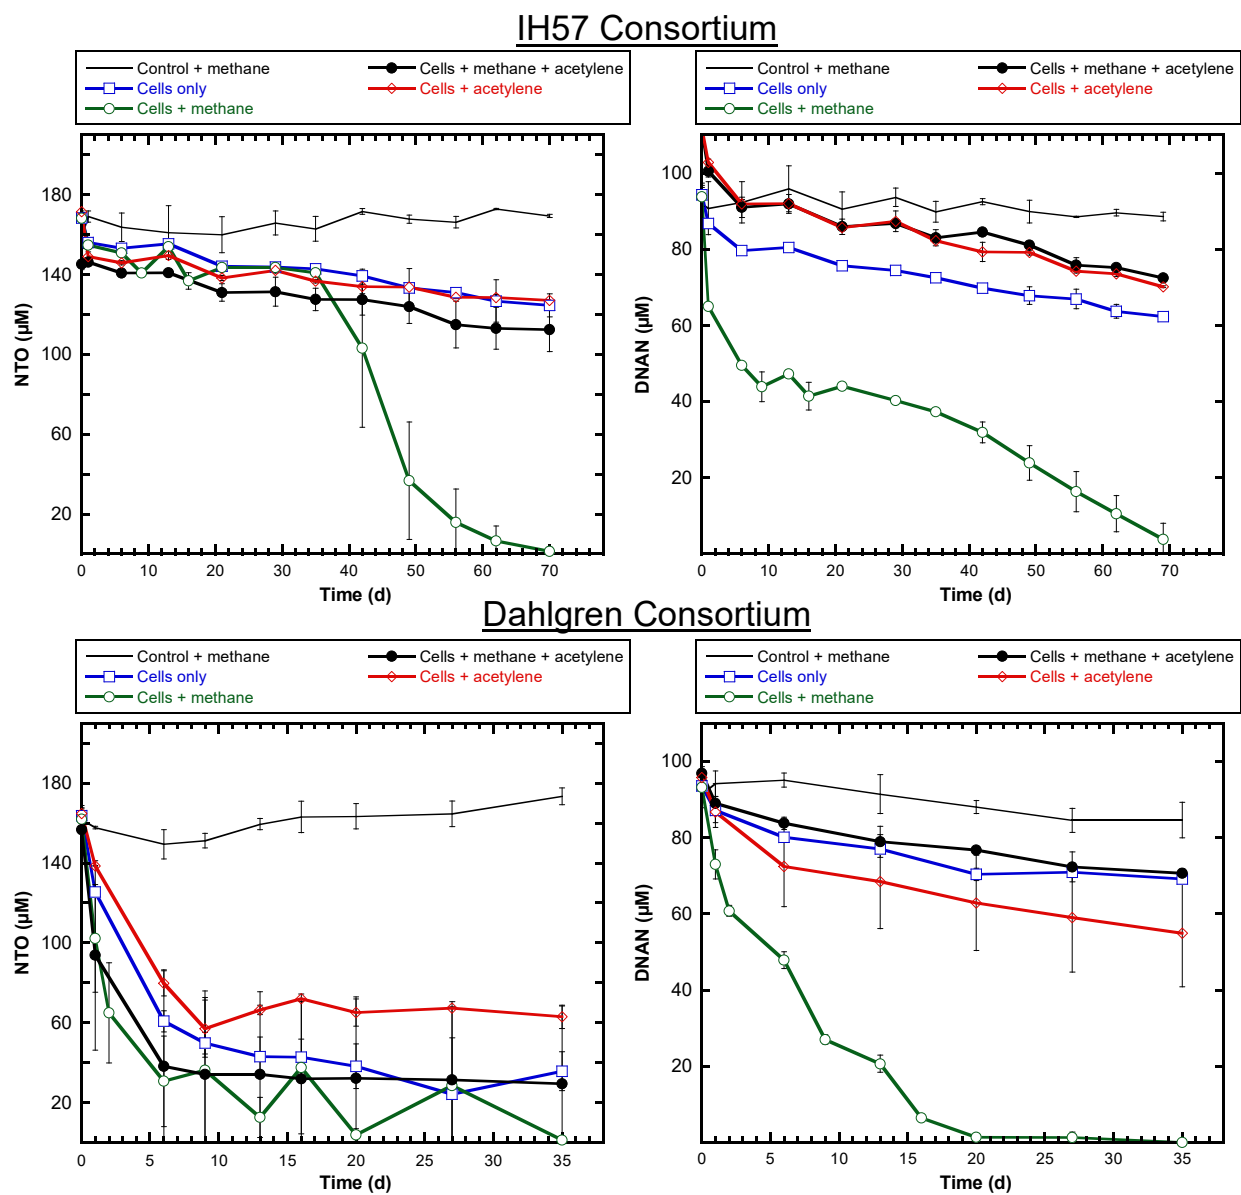 IH57 Consortium
Control + methane
Cells + methane + acetylene
Cells only
Cells + acetylene
Cells + methane
180
140
100
60
20
NTO (µM)
0 10 20 30 40 50 60 70
Time (d)
Control + methane
Cells + methane + acetylene
Cells only
Cells + acetylene
Cells + methane
100
80
60
40
20
DNAN (µM)
0 10 20 30 40 50 60 70
Time (d)
Dahlgren Consortium
Control + methane
Cells + methane + acetylene
Cells only
Cells + acetylene
Cells + methane
180
140
100
60
20
NTO (µM)
0 5 10 15 20 25 30 35
Time (d)
Control + methane
Cells + methane + acetylene
Cells only
Cells + acetylene
Cells + methane
100
80
60
40
20
DNAN (µM)
0 5 10 15 20 25 30 35
Time (d)